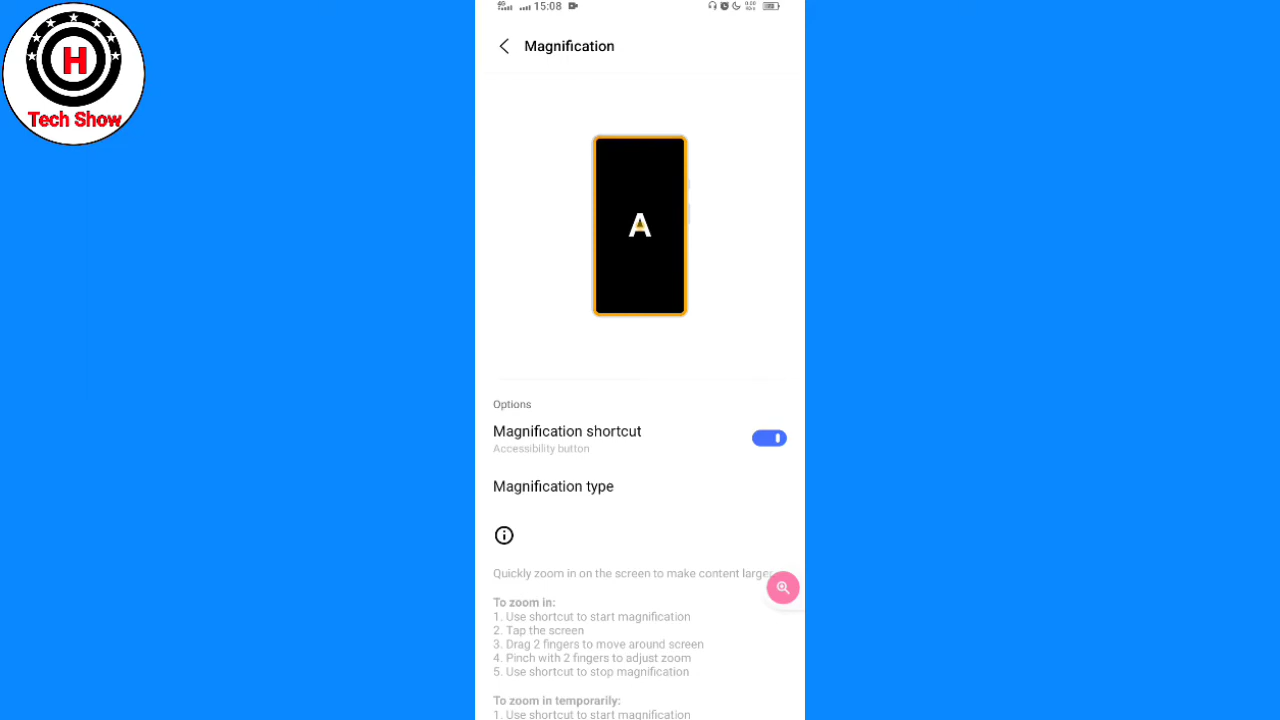 H
Tech Show
4G 15:08
0.00
Magnification
A
Options
Magnification shortcut
Accessibility button
Magnification type
Quickly zoom in on the screen to make content larger
To zoom in:
1. Use shortcut to start magnification
2. Tap the screen
3. Drag 2 fingers to move around screen
4. Pinch with 2 fingers to adjust zoom
5. Use shortcut to stop magnification
To zoom in temporarily:
1. Use shortcut to start magnification